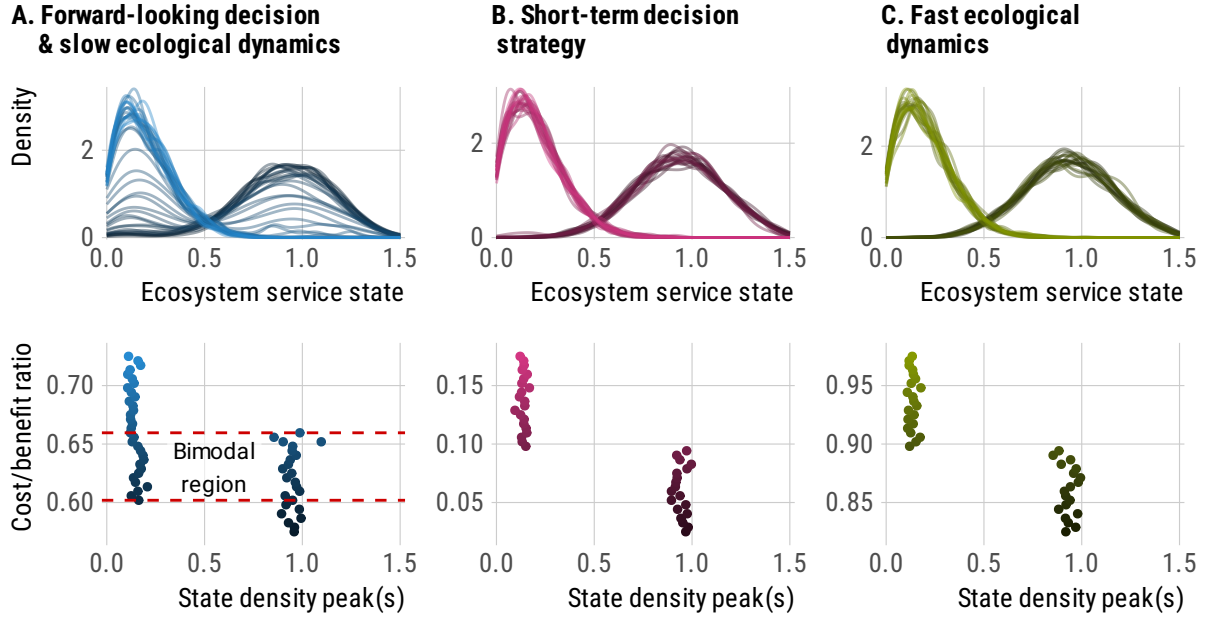 A. Forward-looking decision
& slow ecological dynamics
B. Short-term decision
strategy
C. Fast ecological
dynamics
Density
2
0
0.0 0.5 1.0 1.5
Ecosystem service state
2
0
0.0 0.5 1.0 1.5
Ecosystem service state
2
0
0.0 0.5 1.0 1.5
Ecosystem service state
Cost/benefit ratio
0.70
0.65
0.60
Bimodal
region
0.0 0.5 1.0 1.5
State density peak(s)
0.15
0.10
0.05
0.0 0.5 1.0 1.5
State density peak(s)
0.95
0.90
0.85
0.0 0.5 1.0 1.5
State density peak(s)